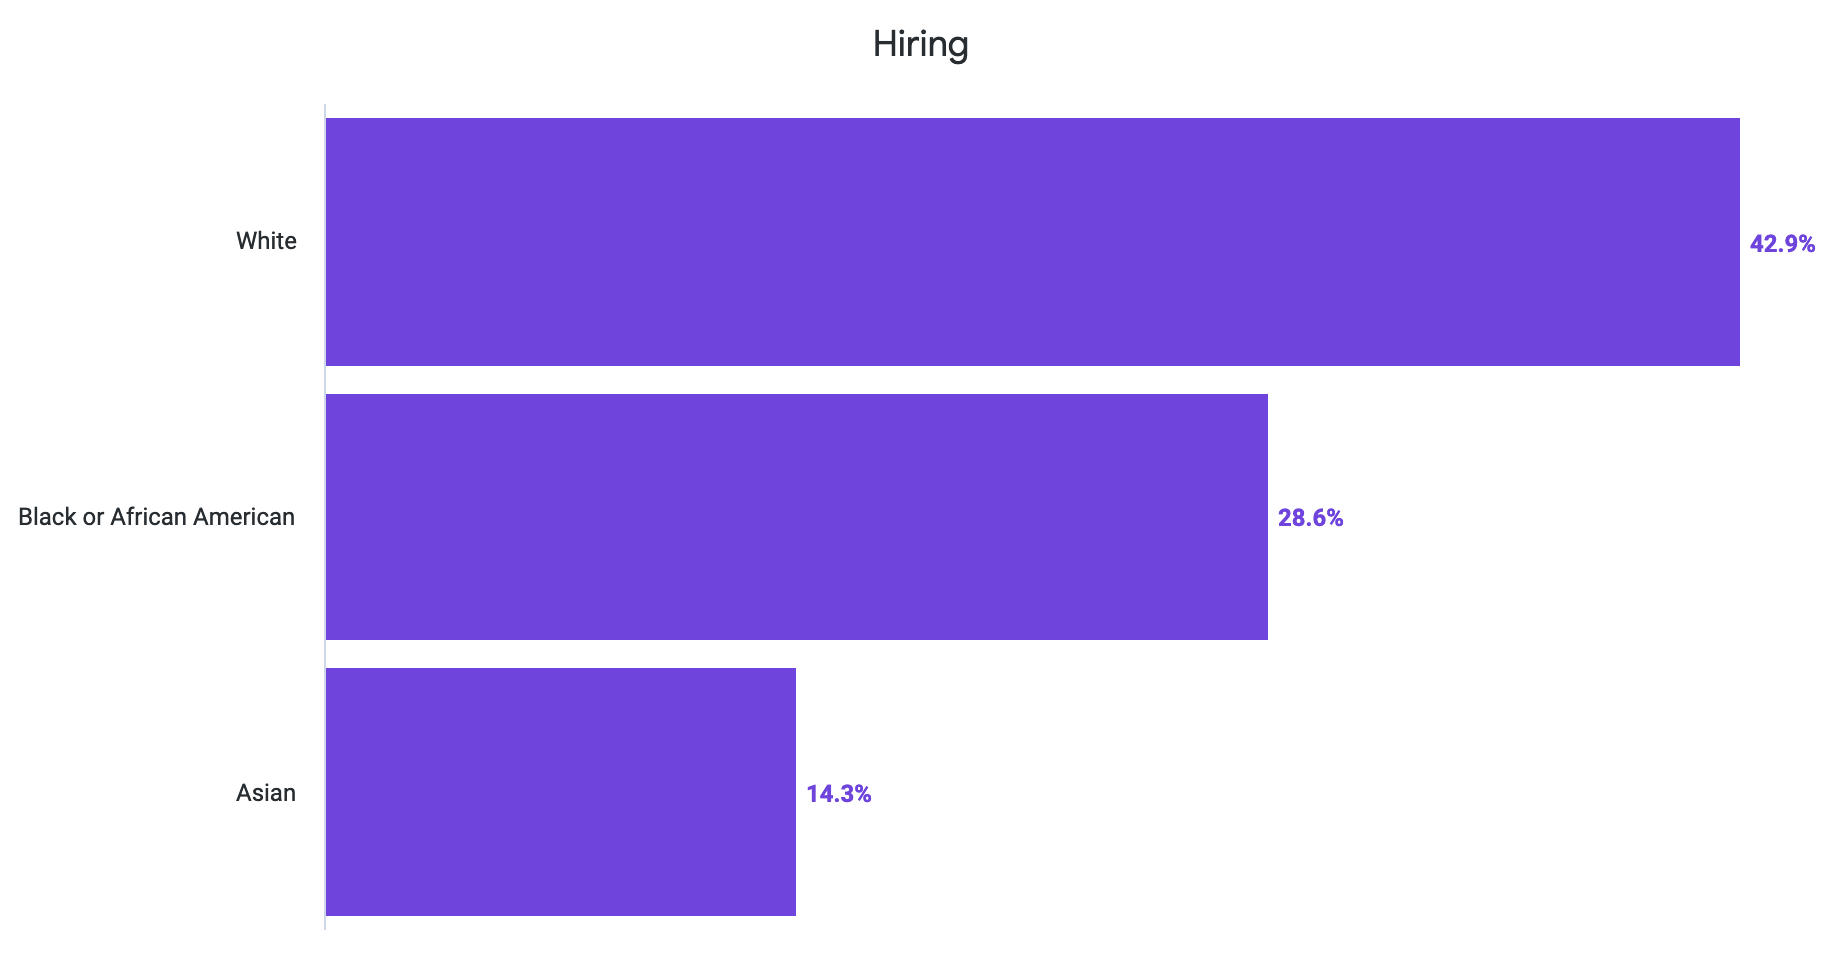 Hiring
White
42.9%
Black or African American
28.6%
Asian
14.3%